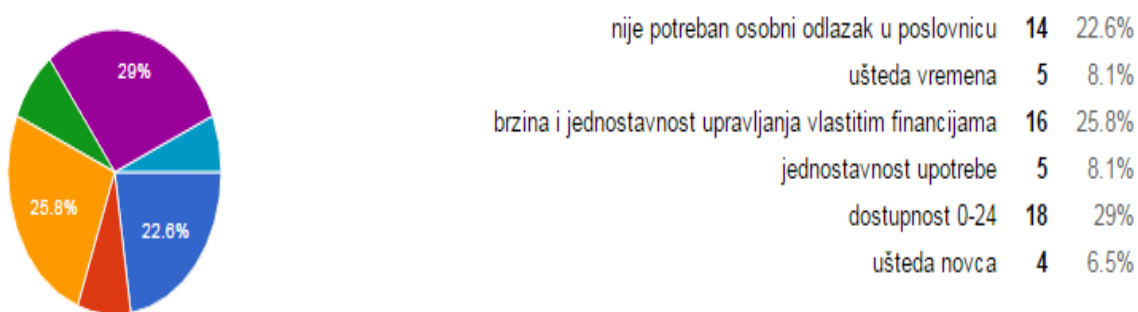 29%
25.8%
22.6%
nije potreban osobni odlazak u poslovnicu 14 22.6%
ušteda vremena 5 8.1%
brzina i jednostavnost upravljanja vlastitim financijama 16 25.8%
jednostavnost upotrebe 5 8.1%
dostupnost 0-24 18 29%
ušteda novca 4 6.5%